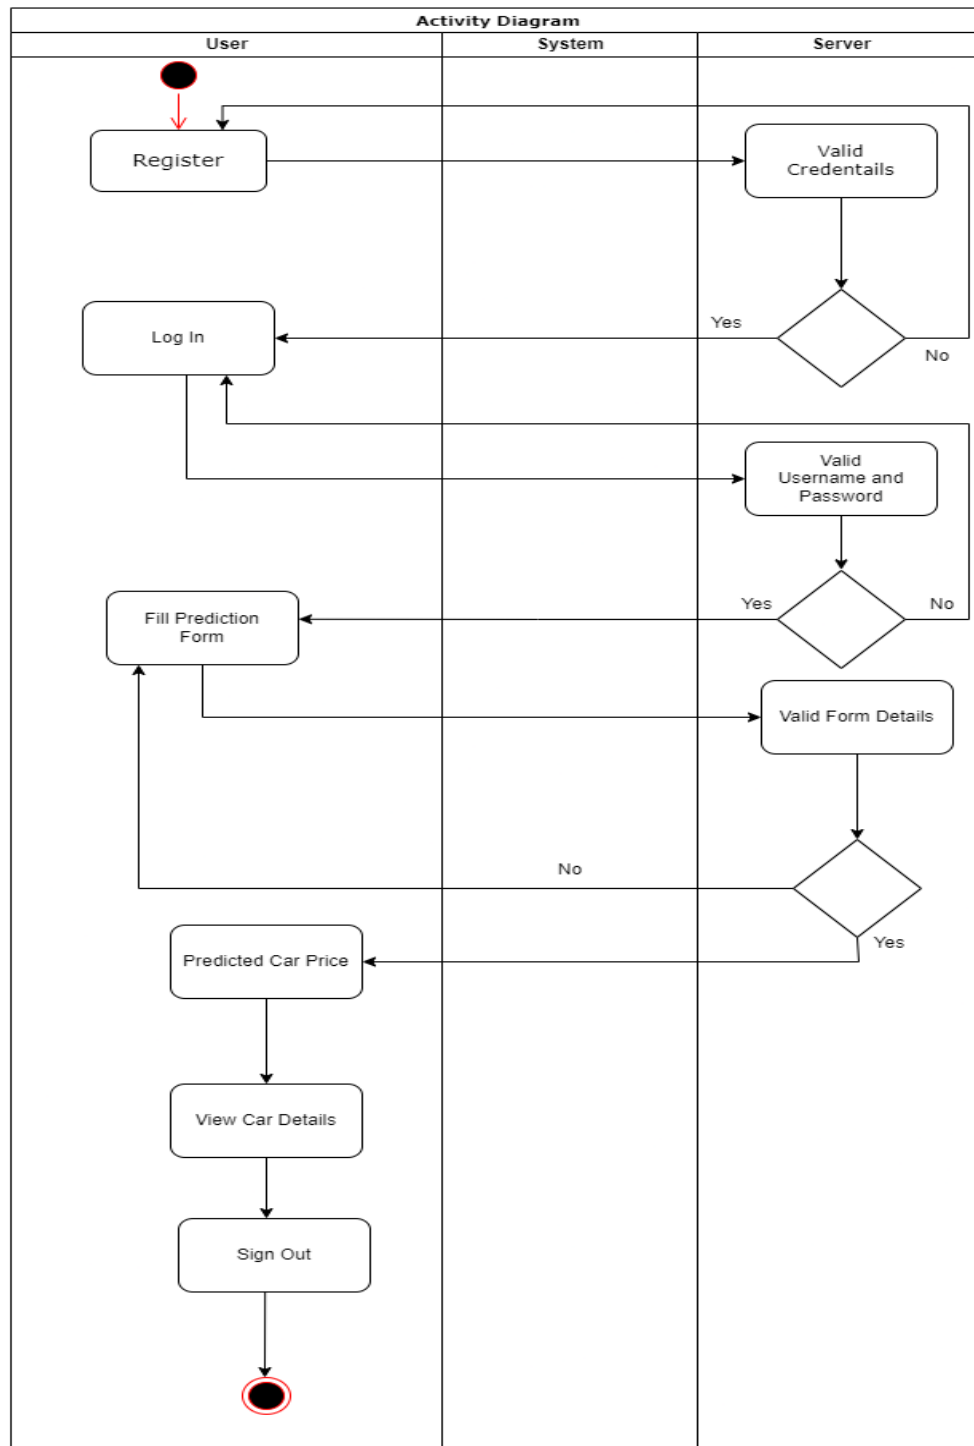 Activity Diagram
User
System
Server
Register
Valid
Credentails
Yes
No
Log In
Valid
Username and
Password
Yes
No
Fill Prediction
Form
Valid Form Details
No
Yes
Predicted Car Price
View Car Details
Sign Out